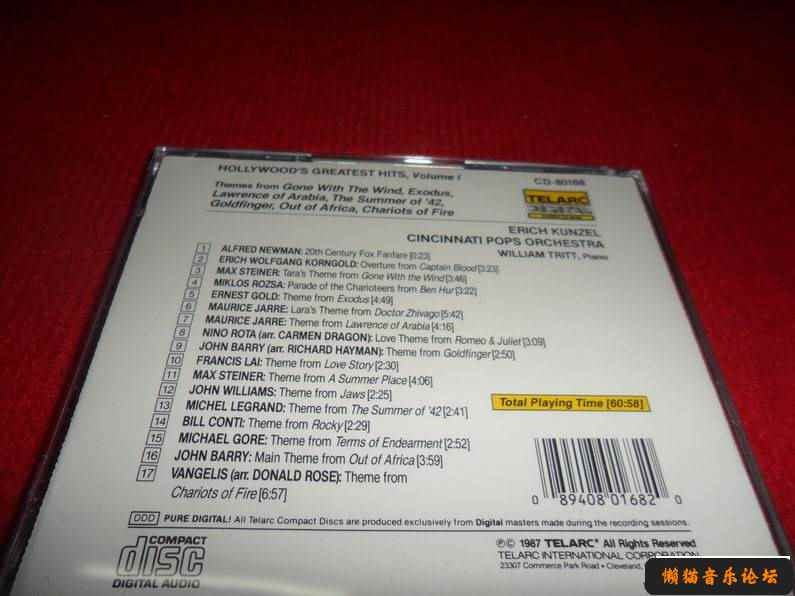 HOLLYWOOD'S GREATEST HITS, Volume I
CD-80168
Themes from Gone With The Wind, Exodus,
Lawrence of Arabia, The Summer of '42,
Goldfinger, Out of Africa, Chariots of Fire
TELARC
DIGITAL
ERICH KUNZEL
CINCINNATI POPS ORCHESTRA
WILLIAM TRITT, Piano
1 ALFRED NEWMAN: 20th Century Fox Fanfare [0:23]
2 ERICH WOLFGANG KORNGOLD: Overture from Captain Blood [3:23]
3 MAX STEINER: Tara's Theme from Gone With the Wind [3:46]
4 MIKLOS ROZSA: Parade of the Charioteers from Ben Hur [3:22]
5 ERNEST GOLD: Theme from Exodus [4:49]
6 MAURICE JARRE: Lara's Theme from Doctor Zhivago [5:42]
7 MAURICE JARRE: Theme from Lawrence of Arabia [4:16]
8 NINO ROTA (arr. CARMEN DRAGON): Love Theme from Romeo & Juliet [3:09]
9 JOHN BARRY (arr. RICHARD HAYMAN): Theme from Goldfinger [2:50]
10 FRANCIS LAI: Theme from Love Story [2:30]
11 MAX STEINER: Theme from A Summer Place [4:06]
12 JOHN WILLIAMS: Theme from Jaws [2:25]
13 MICHEL LEGRAND: Theme from The Summer of '42 [2:41]
14 BILL CONTI: Theme from Rocky [2:29]
15 MICHAEL GORE: Theme from Terms of Endearment [2:52]
16 JOHN BARRY: Main Theme from Out of Africa [3:59]
17 VANGELIS (arr. DONALD ROSE): Theme from
Chariots of Fire [6:57]
Total Playing Time [60:58]
0 89408 01682 0
DDD PURE DIGITAL! All Telarc Compact Discs are produced exclusively from Digital masters made during the recording sessions.
COMPACT
disc
DIGITAL AUDIO
℗© 1987 TELARC® All Rights Reserved
TELARC INTERNATIONAL CORPORATION
23307 Commerce Park Road • Cleveland,
懒猫音乐论坛